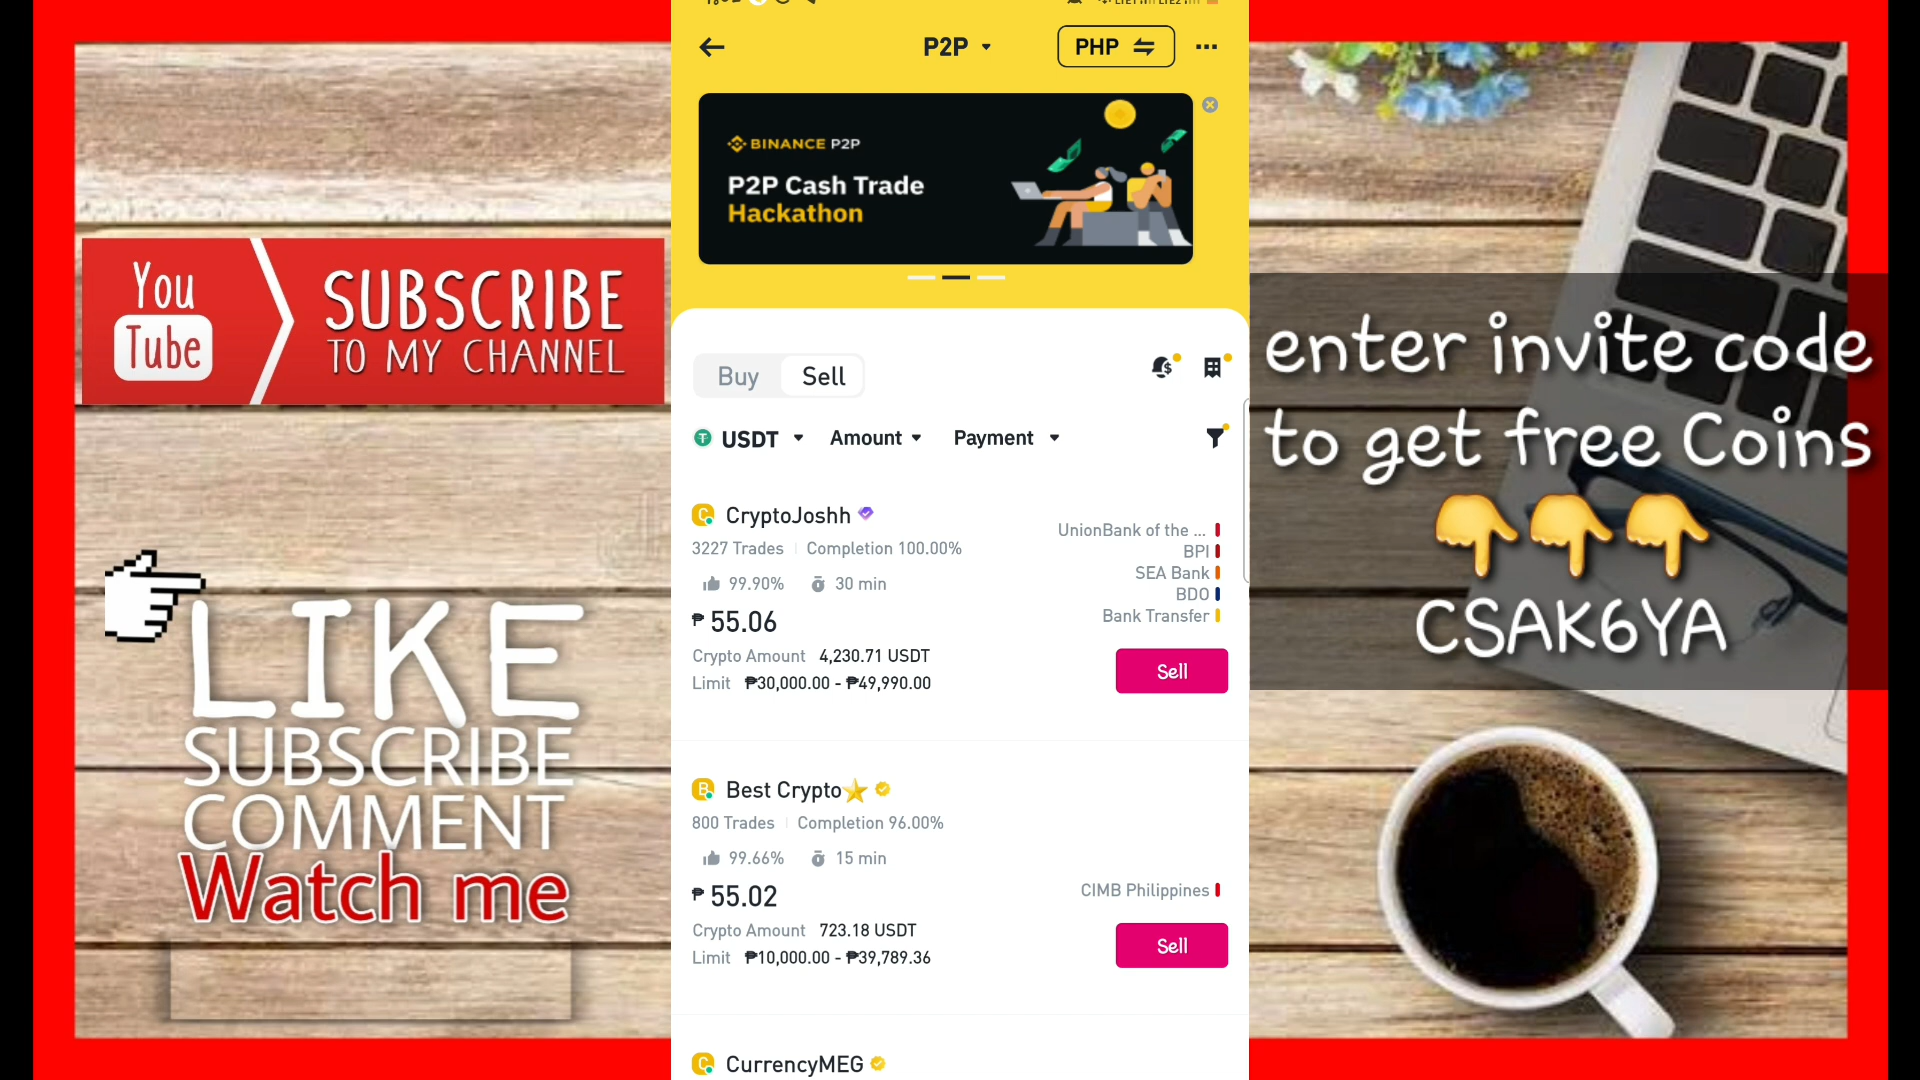 P2P
PHP
BINANCE P2P
P2P Cash Trade
Hackathon
You
Tube
SUBSCRIBE
TO MY CHANNEL
LIKE
SUBSCRIBE
COMMENT
Watch me
Buy
Sell
USDT
Amount
Payment
CryptoJoshh
3227 Trades
Completion 100.00%
99.90%
30 min
₱ 55.06
Crypto Amount 4,230.71 USDT
Limit ₱30,000.00 - ₱49,990.00
UnionBank of the ...
BPI
SEA Bank
BDO
Bank Transfer
Sell
Best Crypto⭐
800 Trades
Completion 96.00%
99.66%
15 min
₱ 55.02
Crypto Amount 723.18 USDT
Limit ₱10,000.00 - ₱39,789.36
CIMB Philippines
Sell
CurrencyMEG
enter invite code
to get free Coins
👇👇👇
CSAK6YA